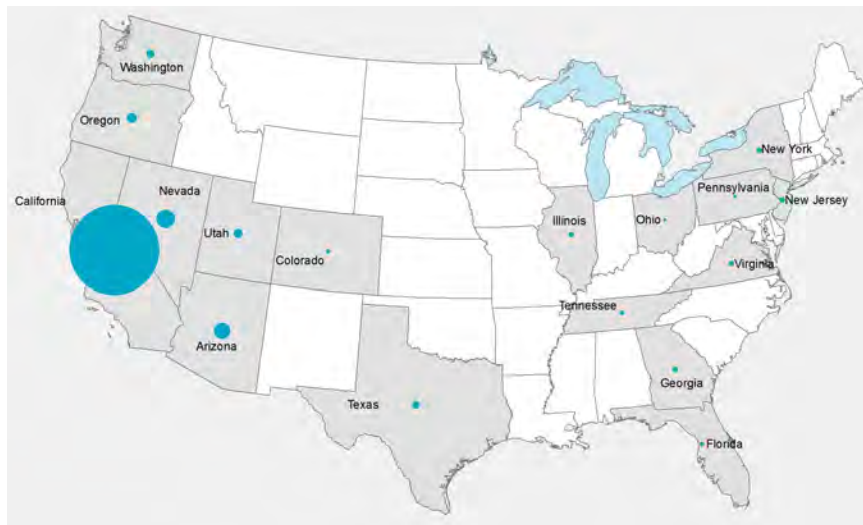 Washington
Oregon
New York
Pennsylvania
Nevada
California
New Jersey
Illinois
Ohio
Utah
Colorado
Virginia
Tennessee
Arizona
Georgia
Texas
Florida